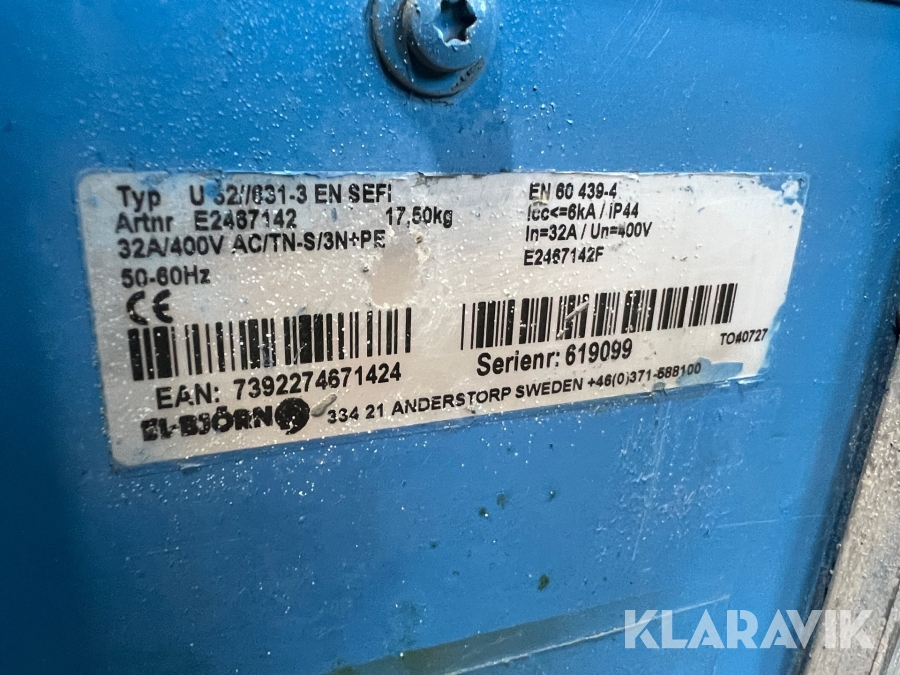 Typ U 32//631-3 EN SEFI
Artnr E2467142 17,50kg
32A/400V AC/TN-S/3N+PE
50-60Hz
CE
EN 60 439-4
Icc<=6kA / IP44
In=32A / Un=400V
E2467142F
TO40727
EAN: 7392274671424
Serienr: 619099
EL-BJÖRN 334 21 ANDERSTORP SWEDEN +46(0)371-588100
KLARAVIK